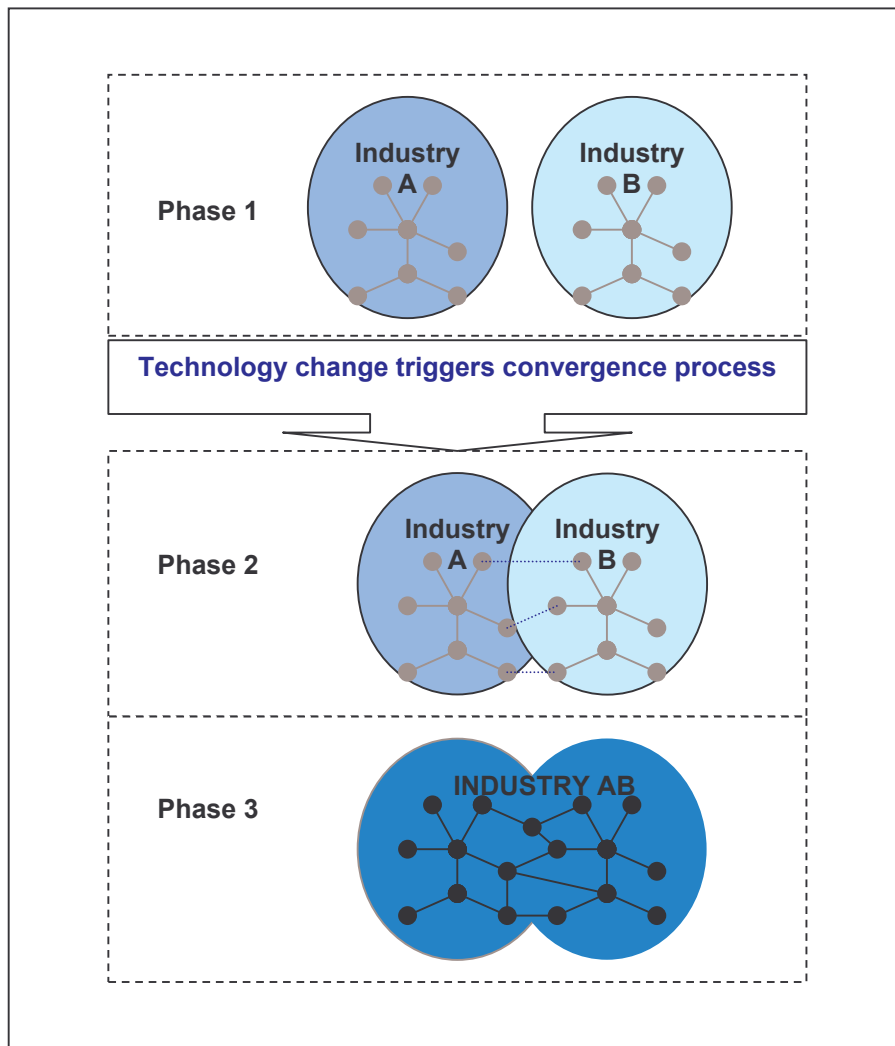 Industry
A
Industry
B
Phase 1
Technology change triggers convergence process
Industry
A
Industry
B
Phase 2
INDUSTRY AB
Phase 3